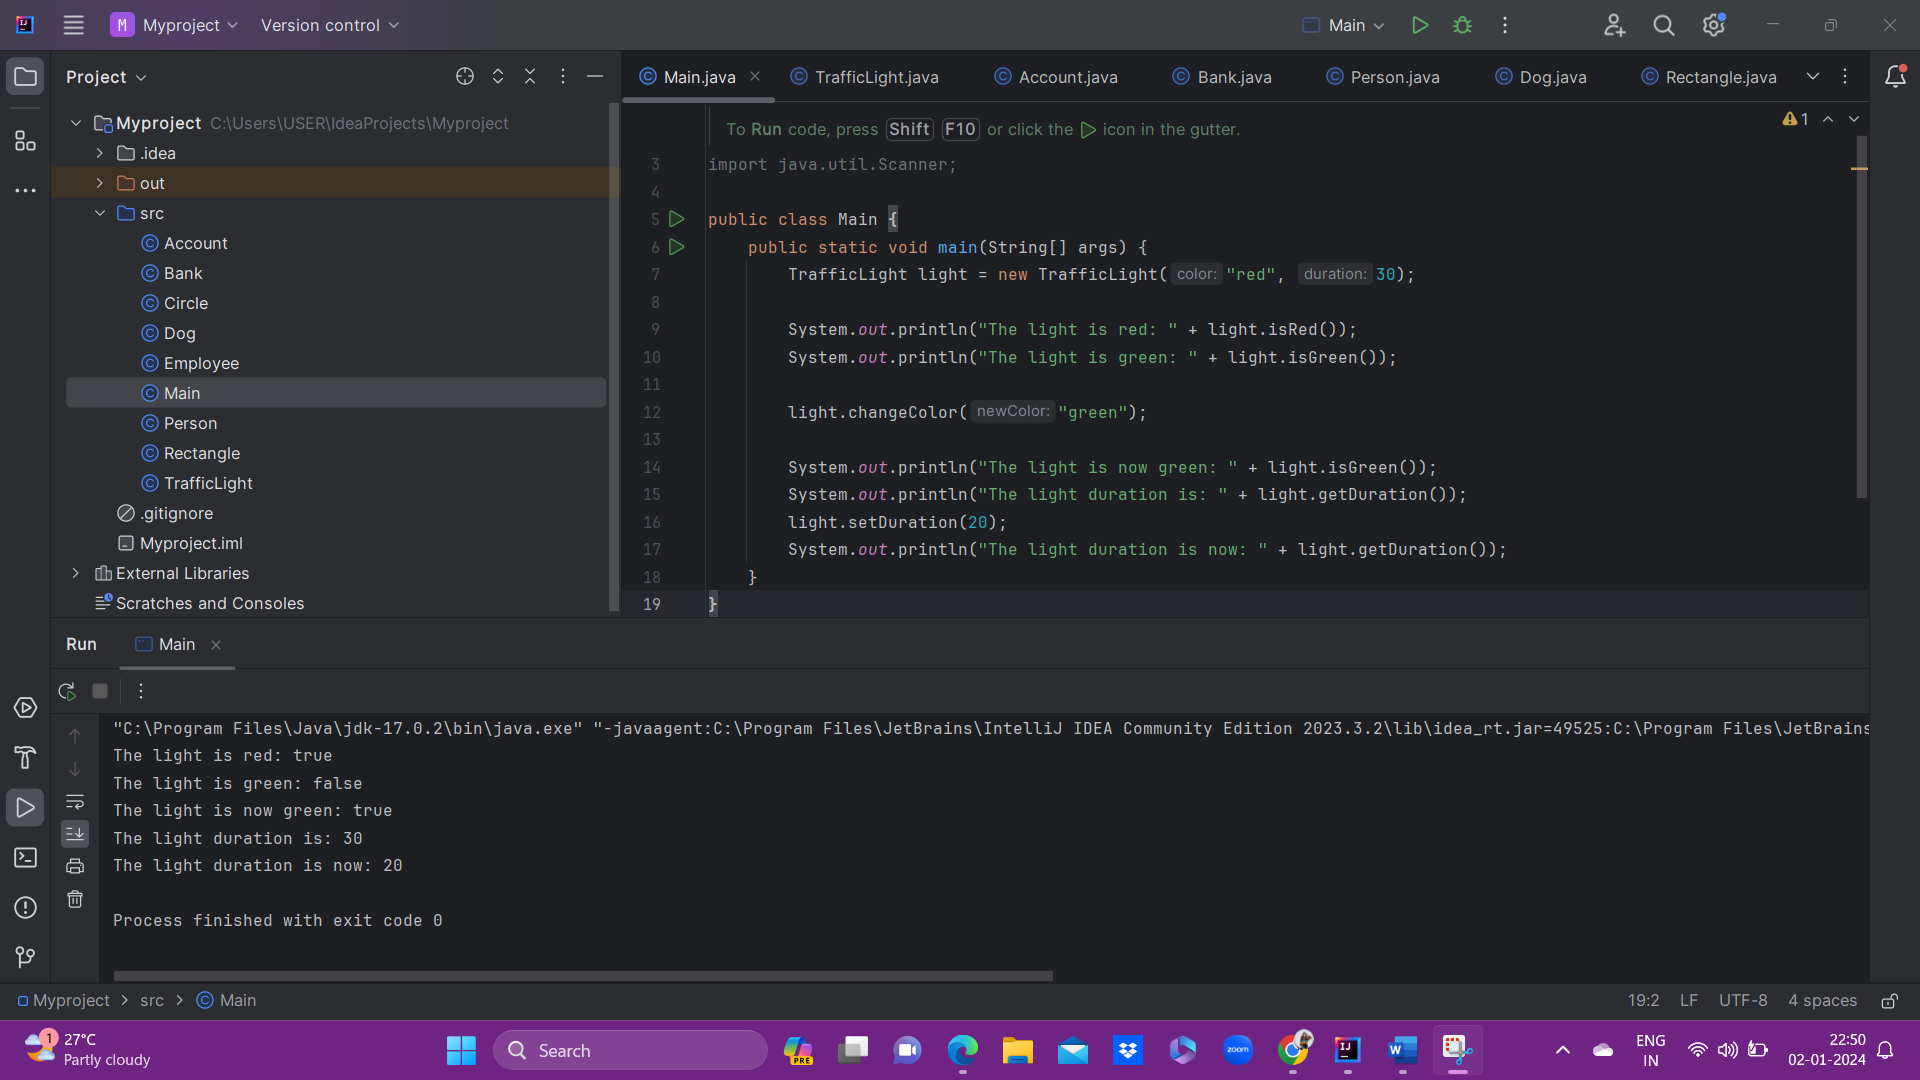 M Myproject Version control Main
Project
Main.java TrafficLight.java Account.java Bank.java Person.java Dog.java Rectangle.java
Myproject C:\Users\USER\IdeaProjects\Myproject
.idea
out
src
Account
Bank
Circle
Dog
Employee
Main
Person
Rectangle
TrafficLight
.gitignore
Myproject.iml
External Libraries
Scratches and Consoles
To Run code, press Shift F10 or click the icon in the gutter.
1
3 import java.util.Scanner;
4
5 public class Main {
6 public static void main(String[] args) {
7 TrafficLight light = new TrafficLight( color: "red", duration: 30);
8
9 System.out.println("The light is red: " + light.isRed());
10 System.out.println("The light is green: " + light.isGreen());
11
12 light.changeColor( newColor: "green");
13
14 System.out.println("The light is now green: " + light.isGreen());
15 System.out.println("The light duration is: " + light.getDuration());
16 light.setDuration(20);
17 System.out.println("The light duration is now: " + light.getDuration());
18 }
19 }
Run Main
"C:\Program Files\Java\jdk-17.0.2\bin\java.exe" "-javaagent:C:\Program Files\JetBrains\IntelliJ IDEA Community Edition 2023.3.2\lib\idea_rt.jar=49525:C:\Program Files\JetBrains
The light is red: true
The light is green: false
The light is now green: true
The light duration is: 30
The light duration is now: 20
Process finished with exit code 0
Myproject > src > Main
19:2 LF UTF-8 4 spaces
1 27°C
Partly cloudy
Search
PRE
zoom
ENG
IN
22:50
02-01-2024